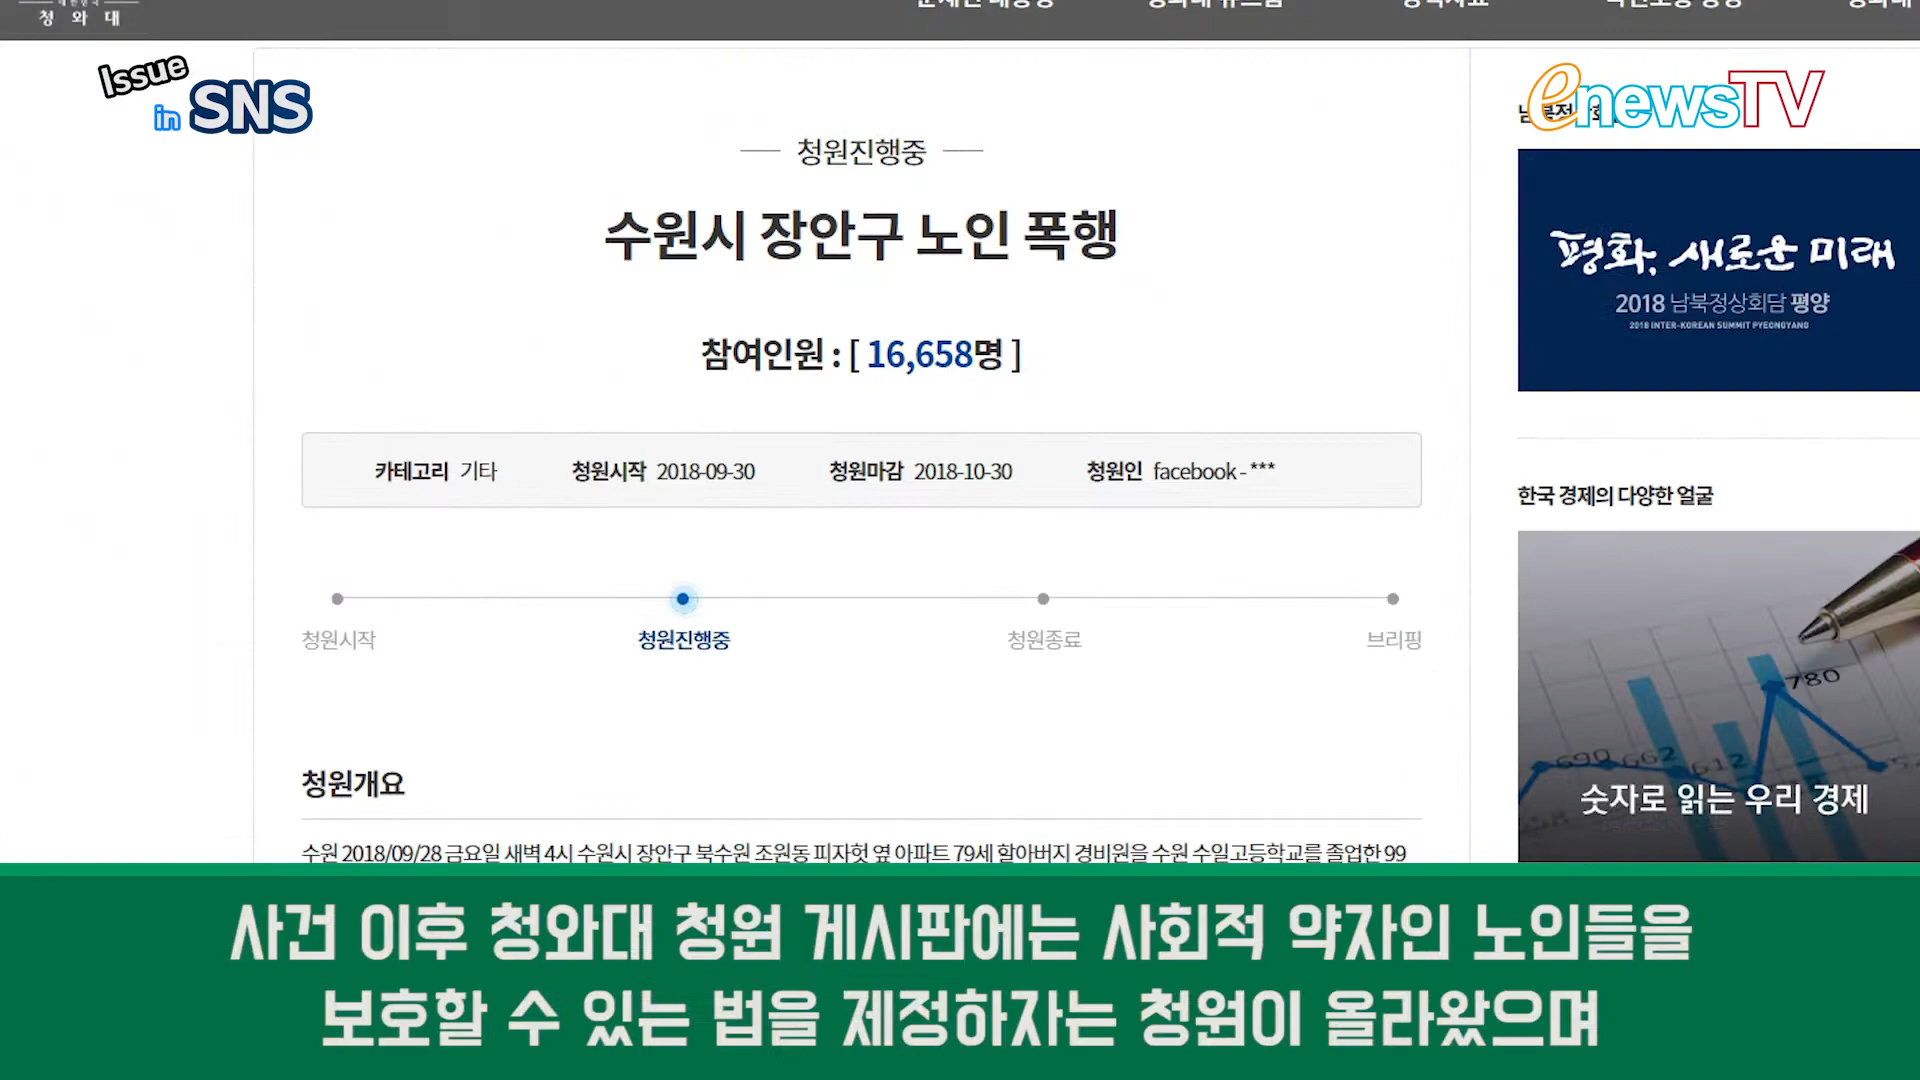 청 와 대
Issue
in SNS
enewsTV
청원진행중
수원시 장안구 노인 폭행
참여인원 : [ 16,658명 ]
카테고리 기타 청원시작 2018-09-30 청원마감 2018-10-30 청원인 facebook - ***
청원시작 청원진행중 청원종료 브리핑
청원개요
수원 2018/09/28 금요일 새벽 4시 수원시 장안구 북수원 조원동 피자헛 옆 아파트 79세 할아버지 경비원을 수원 수일고등학교를 졸업한 99
평화, 새로운 미래
2018 남북정상회담 평양
2018 INTER-KOREAN SUMMIT PYEONGYANG
한국 경제의 다양한 얼굴
780
690 662 612
숫자로 읽는 우리 경제
사건 이후 청와대 청원 게시판에는 사회적 약자인 노인들을
보호할 수 있는 법을 제정하자는 청원이 올라왔으며